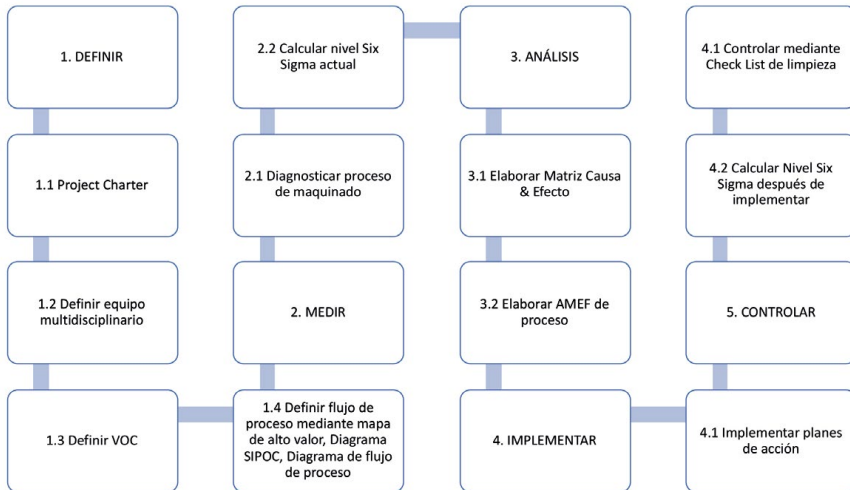 1. DEFINIR
1.1 Project Charter
1.2 Definir equipo
multidisciplinario
1.3 Definir VOC
1.4 Definir flujo de
proceso mediante mapa
de alto valor, Diagrama
SIPOC, Diagrama de flujo
de proceso
2. MEDIR
2.1 Diagnosticar proceso
de maquinado
2.2 Calcular nivel Six
Sigma actual
3. ANÁLISIS
3.1 Elaborar Matriz Causa
& Efecto
3.2 Elaborar AMEF de
proceso
4. IMPLEMENTAR
4.1 Implementar planes
de acción
5. CONTROLAR
4.2 Calcular Nivel Six
Sigma después de
implementar
4.1 Controlar mediante
Check List de limpieza